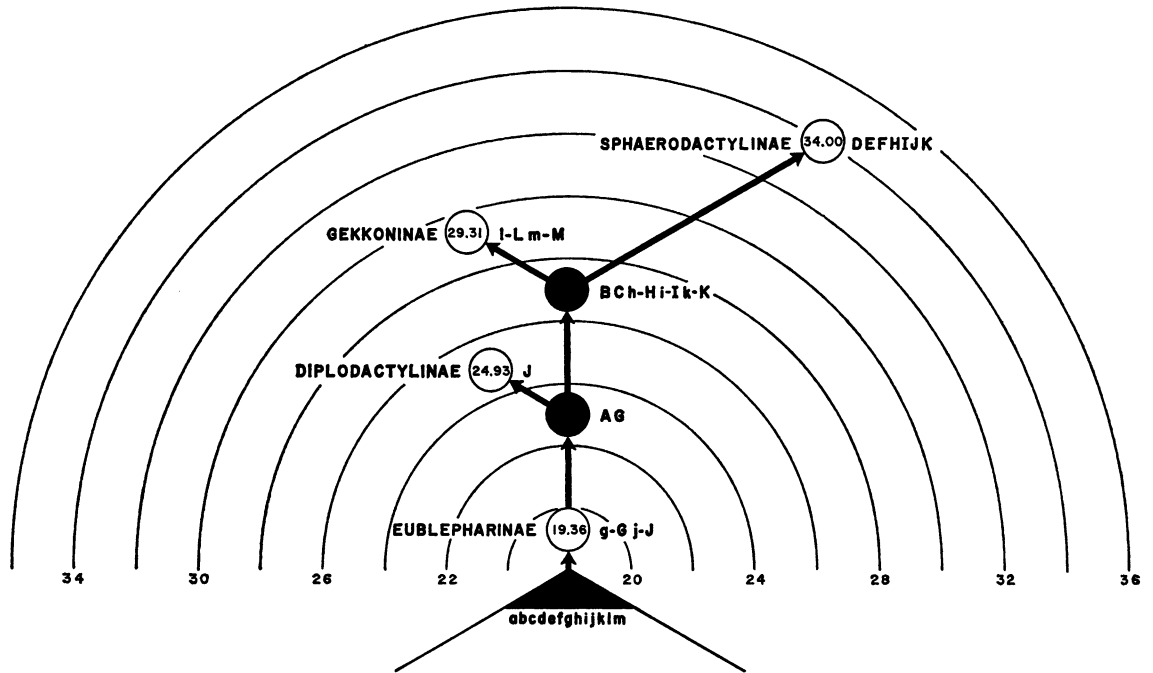 SPHAERODACTYLINAE 34.00 DEFHIJK
GEKKONINAE 29.31 l-L m-M
BCh-Hi-Ik-K
DIPLODACTYLINAE 24.93 J
AG
EUBLEPHARINAE 19.36 g-G j-J
34 30 26 22 20 24 28 32 36
abcdefghijklm